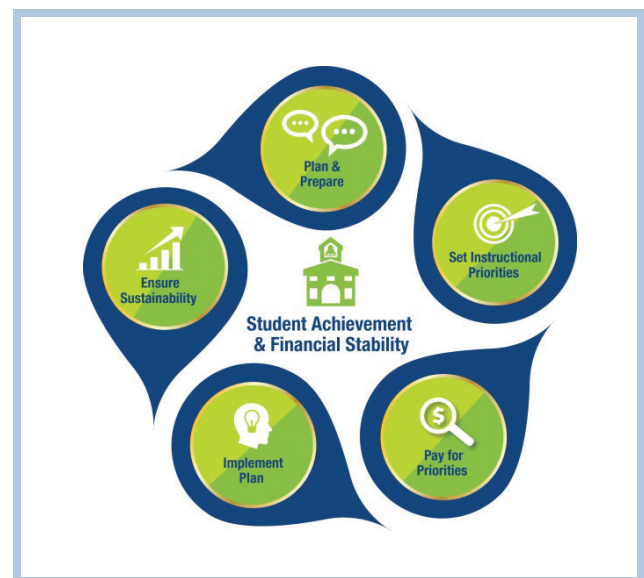 Plan &
Prepare
Set Instructional
Priorities
$
Pay for
Priorities
Implement
Plan
Ensure
Sustainability
Student Achievement
& Financial Stability